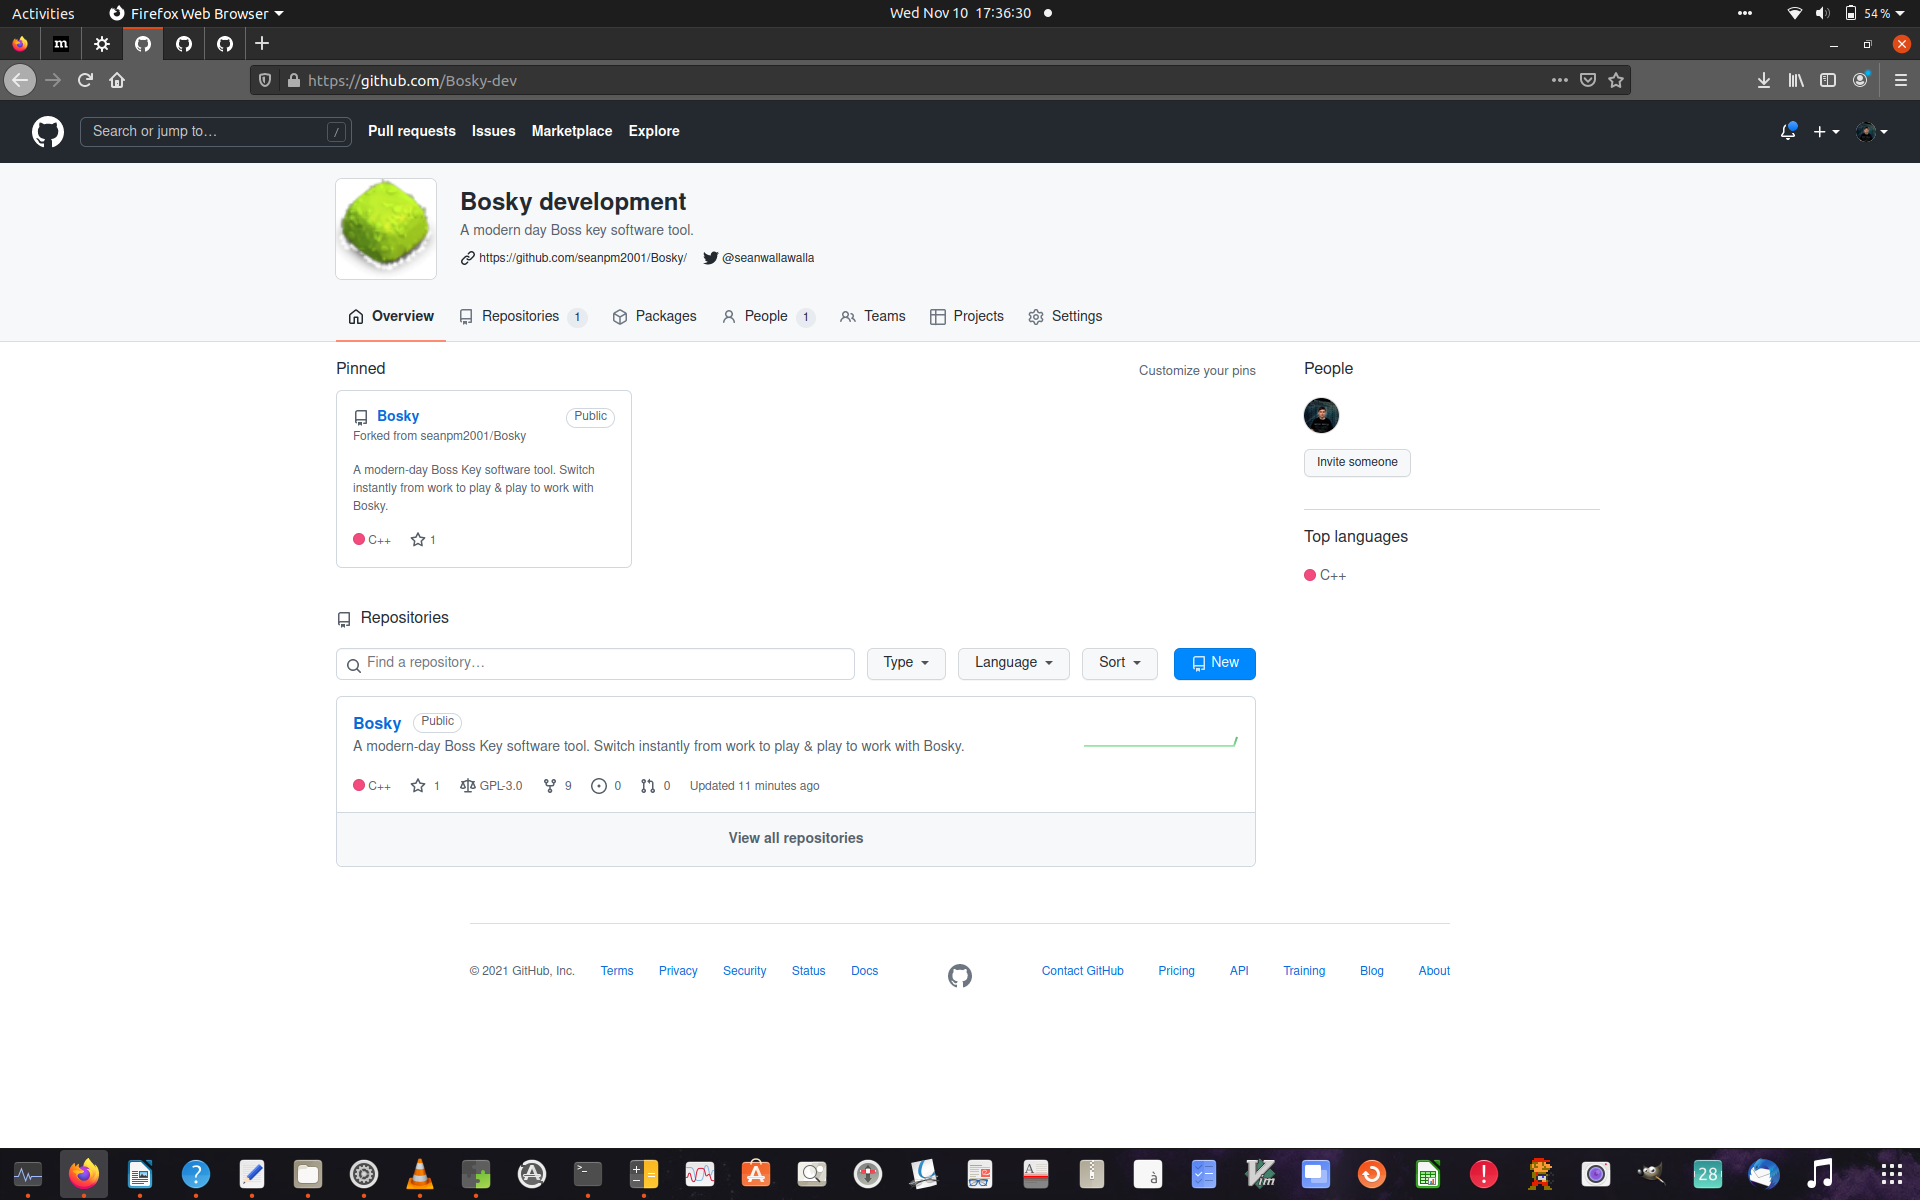 Activities
Firefox Web Browser
Wed Nov 10 17:36:30
54 %
m
https://github.com/Bosky-dev
Search or jump to…
/
Pull requests
Issues
Marketplace
Explore
Bosky development
A modern day Boss key software tool.
https://github.com/seanpm2001/Bosky/
@seanwallawalla
Overview
Repositories 1
Packages
People 1
Teams
Projects
Settings
Pinned
Customize your pins
Bosky
Public
Forked from seanpm2001/Bosky
A modern-day Boss Key software tool. Switch
instantly from work to play & play to work with
Bosky.
C++
1
People
Invite someone
Top languages
C++
Repositories
Find a repository…
Type
Language
Sort
New
Bosky
Public
A modern-day Boss Key software tool. Switch instantly from work to play & play to work with Bosky.
C++
1
GPL-3.0
9
0
0
Updated 11 minutes ago
View all repositories
© 2021 GitHub, Inc.
Terms
Privacy
Security
Status
Docs
Contact GitHub
Pricing
API
Training
Blog
About
28